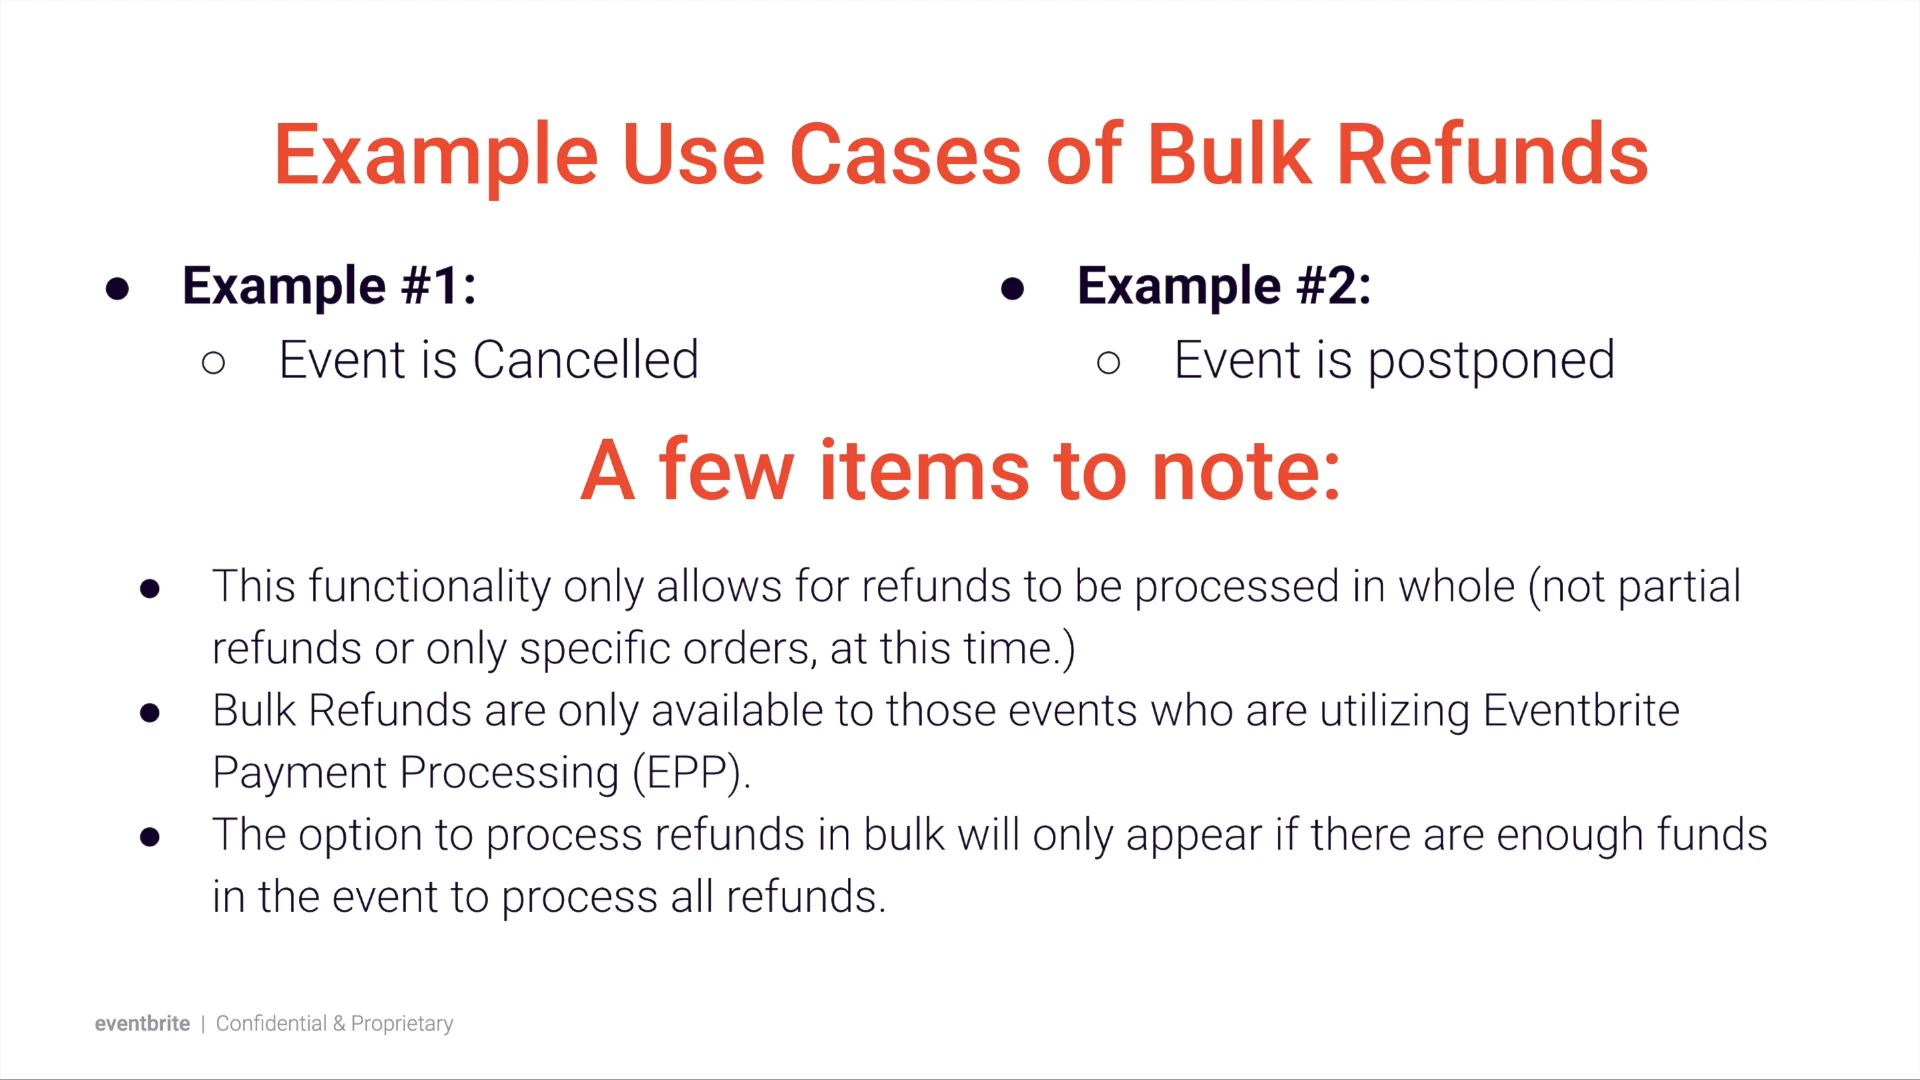 Example Use Cases of Bulk Refunds
● Example #1:
○ Event is Cancelled
● Example #2:
○ Event is postponed
A few items to note:
● This functionality only allows for refunds to be processed in whole (not partial
refunds or only specific orders, at this time.)
● Bulk Refunds are only available to those events who are utilizing Eventbrite
Payment Processing (EPP).
● The option to process refunds in bulk will only appear if there are enough funds
in the event to process all refunds.
eventbrite | Confidential & Proprietary